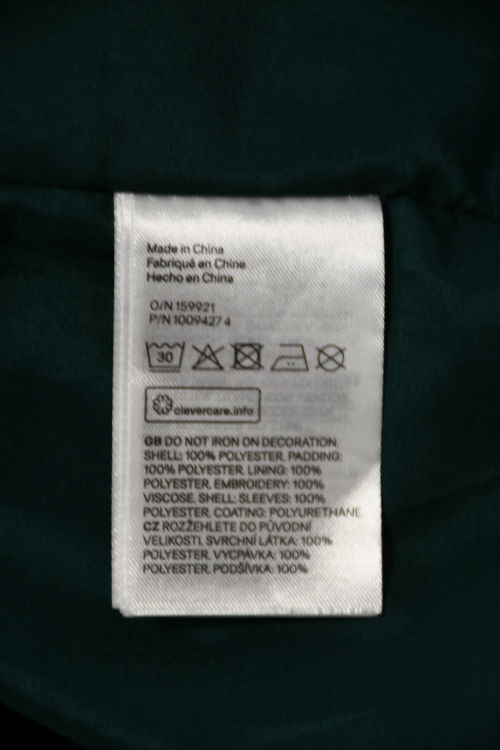 Made in China
Fabriqué en Chine
Hecho en China
O/N 159921
P/N 10094274
30
clevercare.info
GB DO NOT IRON ON DECORATION.
SHELL: 100% POLYESTER, PADDING:
100% POLYESTER, LINING: 100%
POLYESTER, EMBROIDERY: 100%
VISCOSE. SHELL: SLEEVES: 100%
POLYESTER, COATING: POLYURETHANE.
CZ ROZŽEHLETE DO PŮVODNÍ
VELIKOSTI. SVRCHNÍ LÁTKA: 100%
POLYESTER, VÝCPÁVKA: 100%
POLYESTER, PODŠÍVKA: 100%